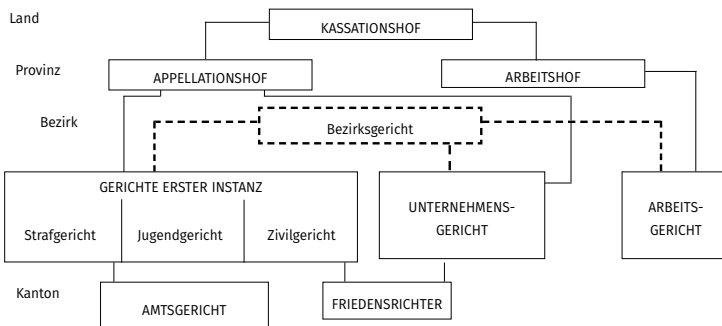 Land
KASSATIONSHOF
Provinz
APPELLATIONSHOF
ARBEITSHOF
Bezirk
Bezirksgericht
GERICHTE ERSTER INSTANZ
Strafgericht
Jugendgericht
Zivilgericht
UNTERNEHMENS-
GERICHT
ARBEITS-
GERICHT
Kanton
AMTSGERICHT
FRIEDENSRICHTER